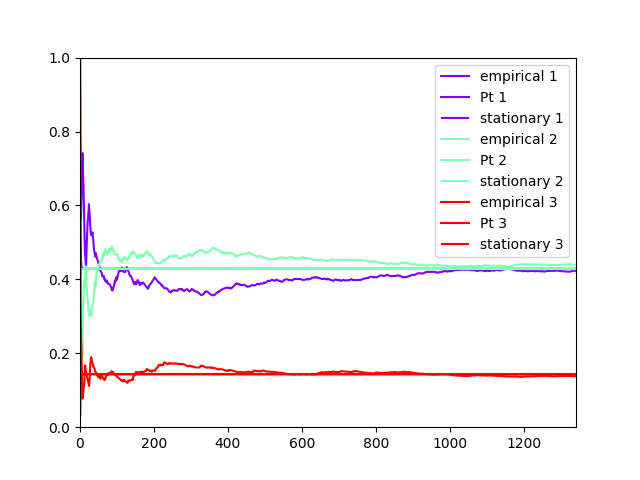 1.0
0.8
0.6
0.4
0.2
0.0
0 200 400 600 800 1000 1200
empirical 1
Pt 1
stationary 1
empirical 2
Pt 2
stationary 2
empirical 3
Pt 3
stationary 3